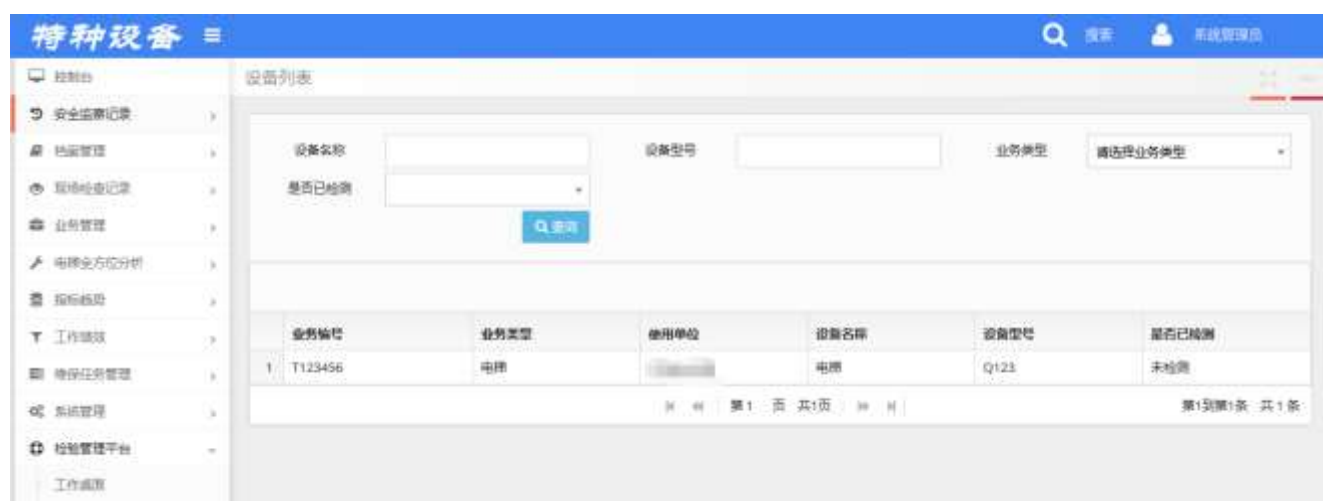 特种设备
搜索 系统管理员
控制台
安全监察记录
档案管理
现场检查记录
业务管理
电梯全方位分析
指标趋势
工作绩效
维保任务管理
系统管理
检验管理平台
工作桌面
设备列表
设备名称 设备型号 业务类型 请选择业务类型
是否已检测
查询
业务编号 业务类型 使用单位 设备名称 设备型号 是否已检测
1 T123456 电梯 电梯 Q123 未检测
第 1 页 共1页 第1到第1条 共 1 条